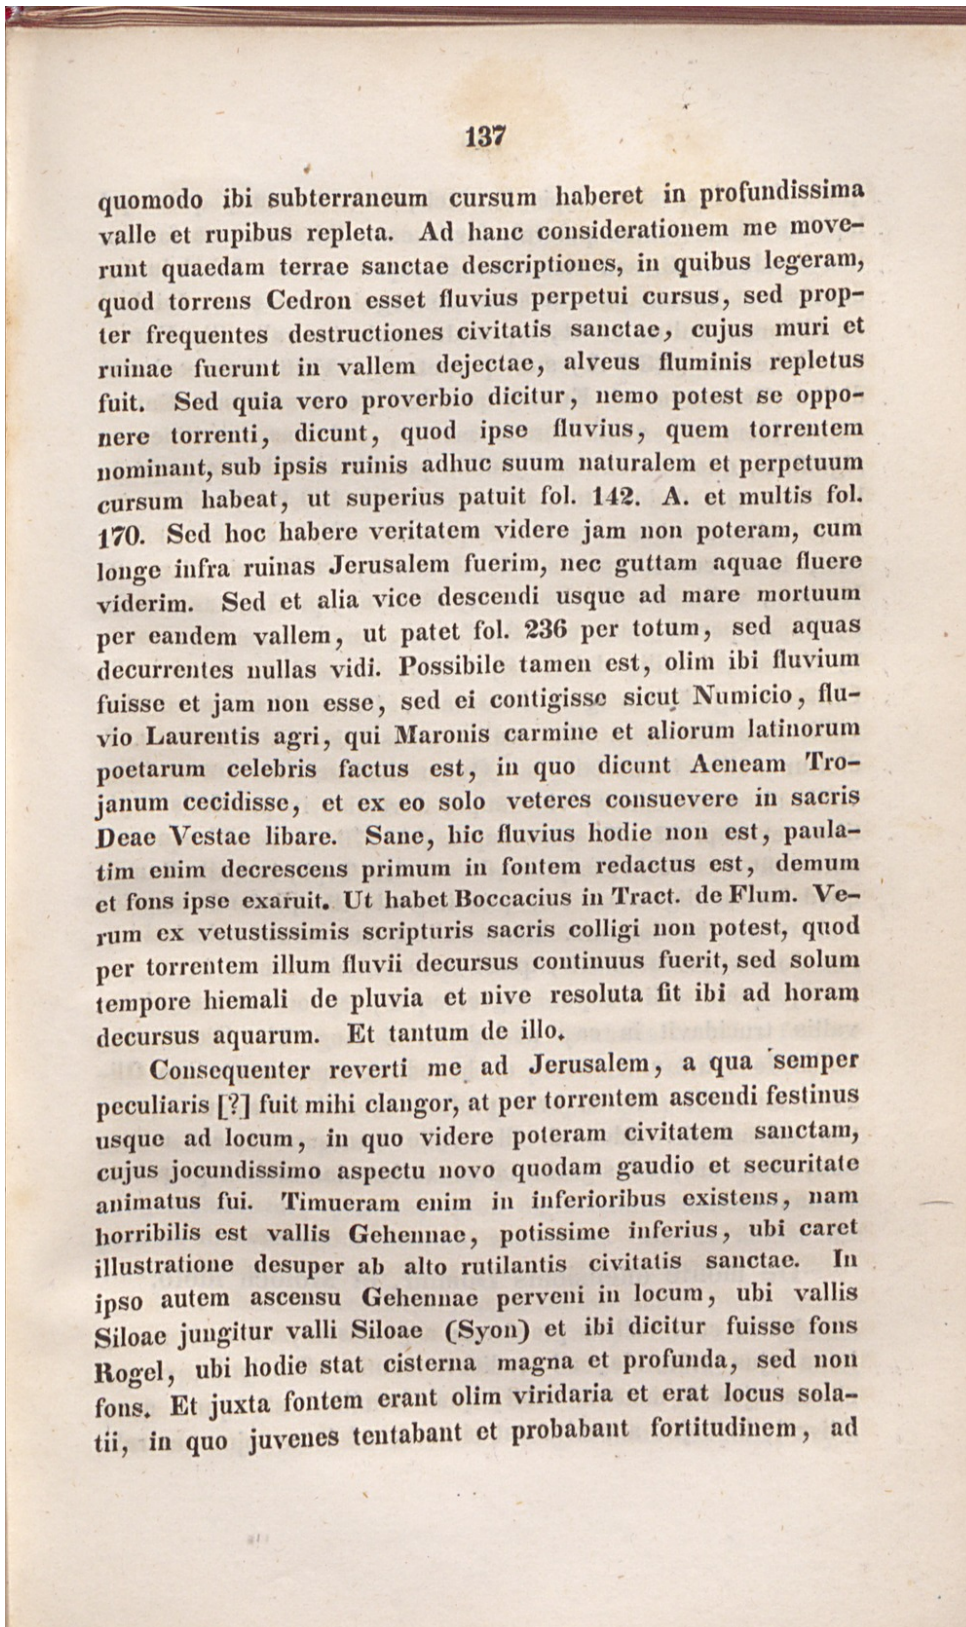 137
quomodo ibi subterraneum cursum haberet in profundissima
valle et rupibus repleta. Ad hanc considerationem me move-
runt quaedam terrae sanctae descriptiones, in quibus legeram,
quod torrens Cedron esset fluvius perpetui cursus, sed prop-
ter frequentes destructiones civitatis sanctae, cujus muri et
ruinae fuerunt in vallem dejectae, alveus fluminis repletus
fuit. Sed quia vero proverbio dicitur, nemo potest se oppo-
nere torrenti, dicunt, quod ipse fluvius, quem torrentem
nominant, sub ipsis ruinis adhuc suum naturalem et perpetuum
cursum habeat, ut superius patuit fol. 142. A. et multis fol.
170. Sed hoc habere veritatem videre jam non poteram, cum
longe infra ruinas Jerusalem fuerim, nec guttam aquae fluere
viderim. Sed et alia vice descendi usque ad mare mortuum
per eandem vallem, ut patet fol. 236 per totum, sed aquas
decurrentes nullas vidi. Possibile tamen est, olim ibi fluvium
fuisse et jam non esse, sed ei contigisse sicut Numicio, flu-
vio Laurentis agri, qui Maronis carmine et aliorum latinorum
poetarum celebris factus est, in quo dicunt Aeneam Tro-
janum cecidisse, et ex eo solo veteres consuevere in sacris
Deae Vestae libare. Sane, hic fluvius hodie non est, paula-
tim enim decrescens primum in fontem redactus est, demum
et fons ipse exaruit. Ut habet Boccacius in Tract. de Flum. Ve-
rum ex vetustissimis scripturis sacris colligi non potest, quod
per torrentem illum fluvii decursus continuus fuerit, sed solum
tempore hiemali de pluvia et nive resoluta fit ibi ad horam
decursus aquarum. Et tantum de illo.
Consequenter reverti me ad Jerusalem, a qua semper
peculiaris [?] fuit mihi clangor, at per torrentem ascendi festinus
usque ad locum, in quo videre poteram civitatem sanctam,
cujus jocundissimo aspectu novo quodam gaudio et securitate
animatus fui. Timueram enim in inferioribus existens, nam
horribilis est vallis Gehennae, potissime inferius, ubi caret
illustratione desuper ab alto rutilantis civitatis sanctae. In
ipso autem ascensu Gehennae perveni in locum, ubi vallis
Siloae jungitur valli Siloae (Syon) et ibi dicitur fuisse fons
Rogel, ubi hodie stat cisterna magna et profunda, sed non
fons. Et juxta fontem erant olim viridaria et erat locus sola-
tii, in quo juvenes tentabant et probabant fortitudinem, ad